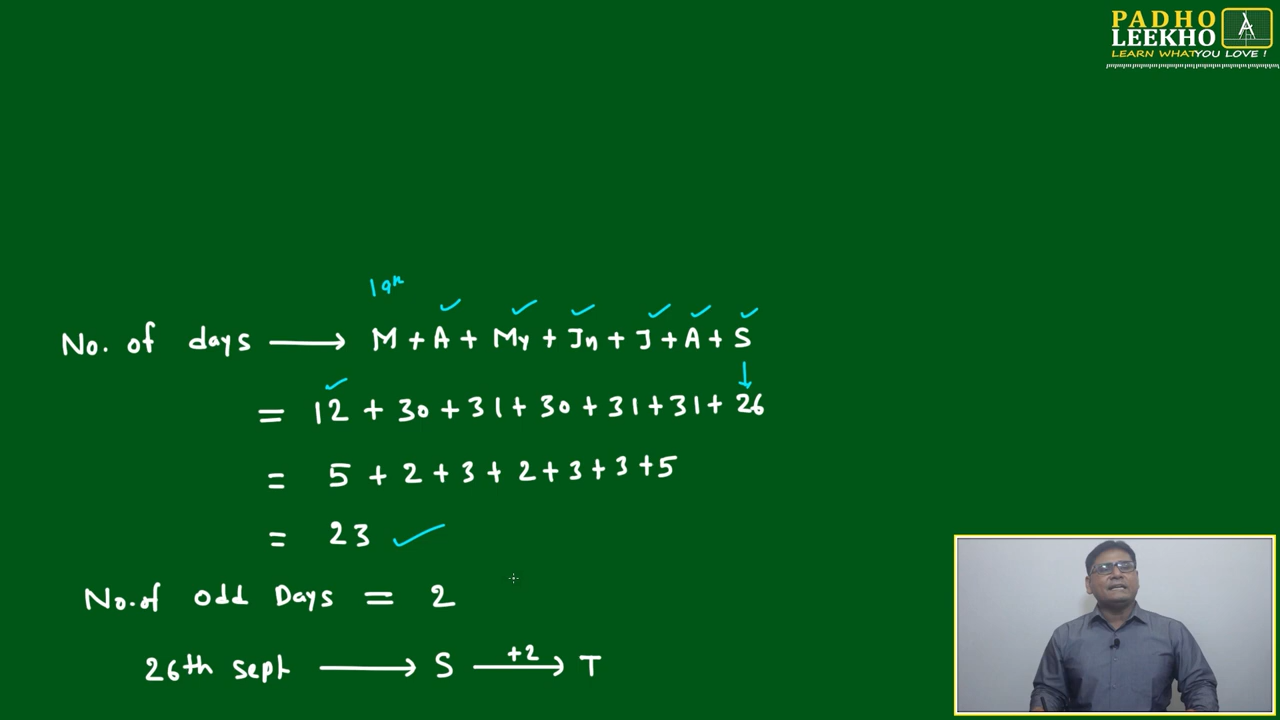 PADHO
LEEKHO
LEARN WHAT YOU LOVE !
19th
No. of days → M + A + My + Jn + J + A + S
= 12 + 30 + 31 + 30 + 31 + 31 + 26
= 5 + 2 + 3 + 2 + 3 + 3 + 5
= 23
No. of odd Days = 2
26th Sept → S +2 → T